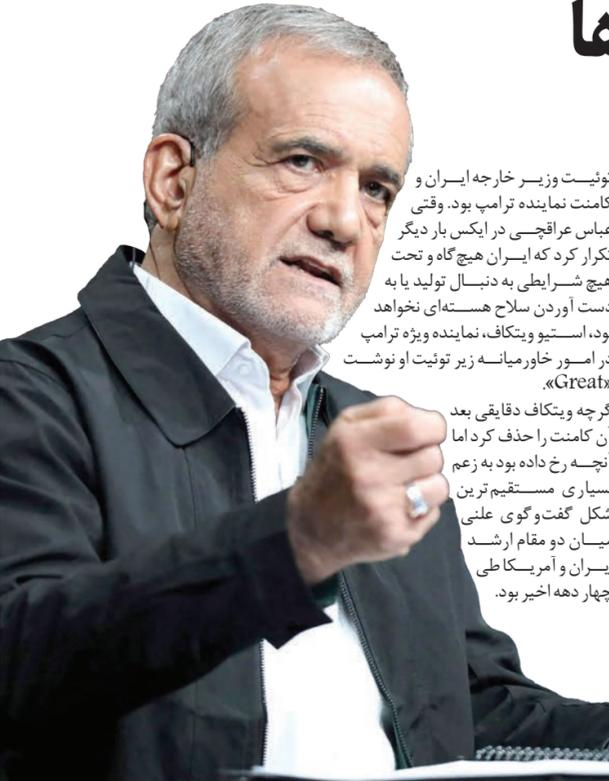 ها
توئیت وزیر خارجه ایران و
کامنت نماینده ترامپ بود. وقتی
عباس عراقچی در ایکس بار دیگر
تکرار کرد که ایران هیچ‌گاه و تحت
هیچ شرایطی به دنبال تولید یا به
دست آوردن سلاح هسته‌ای نخواهد
بود، استیو ویتکاف، نماینده ویژه ترامپ
در امور خاورمیانه زیر توئیت او نوشت
«Great».
گرچه ویتکاف دقایقی بعد
آن کامنت را حذف کرد اما
آنچه رخ داده بود به زعم
بسیاری مستقیم‌ترین
شکل گفت‌وگوی علنی
میان دو مقام ارشد
ایران و آمریکا طی
چهار دهه اخیر بود.